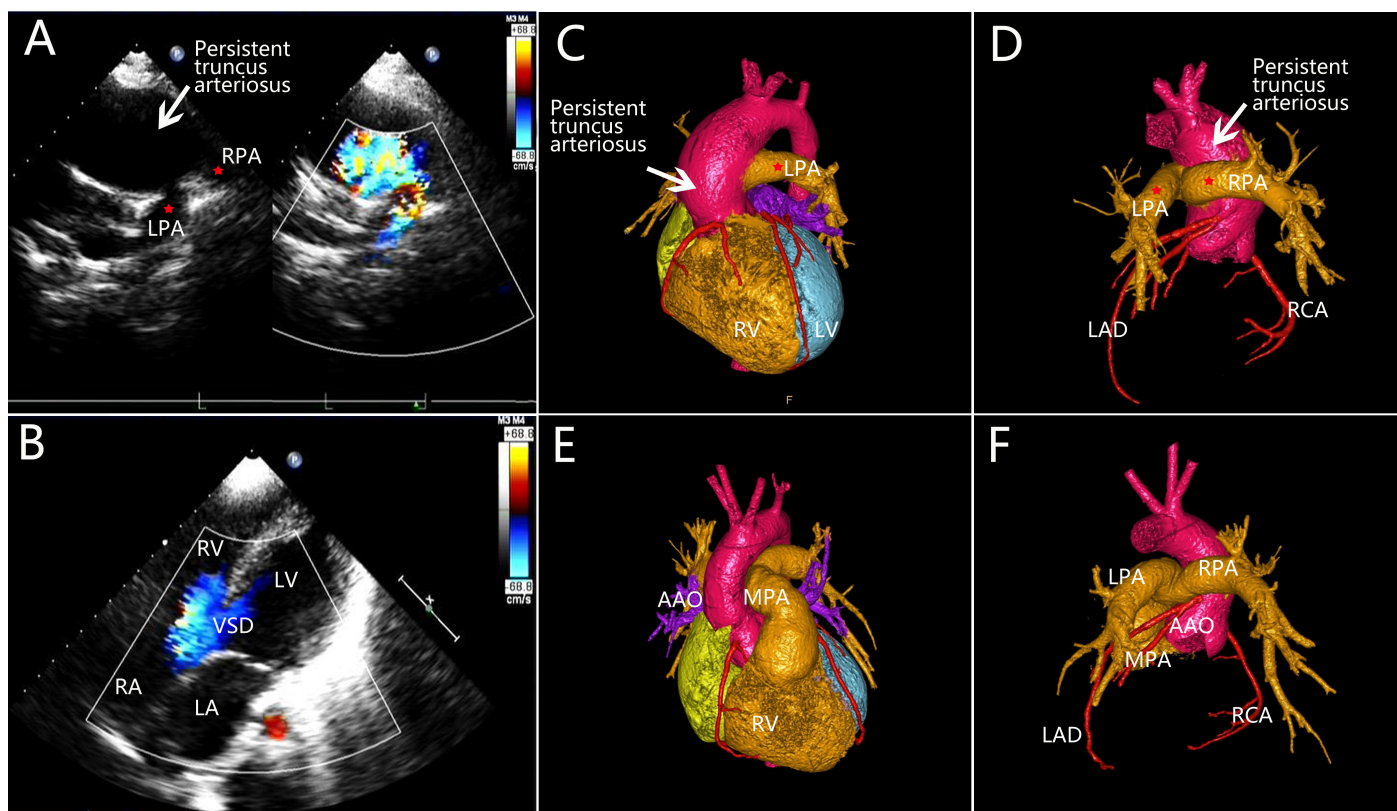 A
Persistent
truncus
arteriosus
RPA
LPA
P
M3 M4
+68.8
-68.8
cm/s
C
Persistent
truncus
arteriosus
LPA
RV
LV
F
D
Persistent
truncus
arteriosus
LPA
RPA
LAD
RCA
B
P
M3 M4
+68.8
-68.8
cm/s
RV
LV
VSD
RA
LA
x
E
AAO
MPA
RV
F
LPA
RPA
AAO
MPA
LAD
RCA